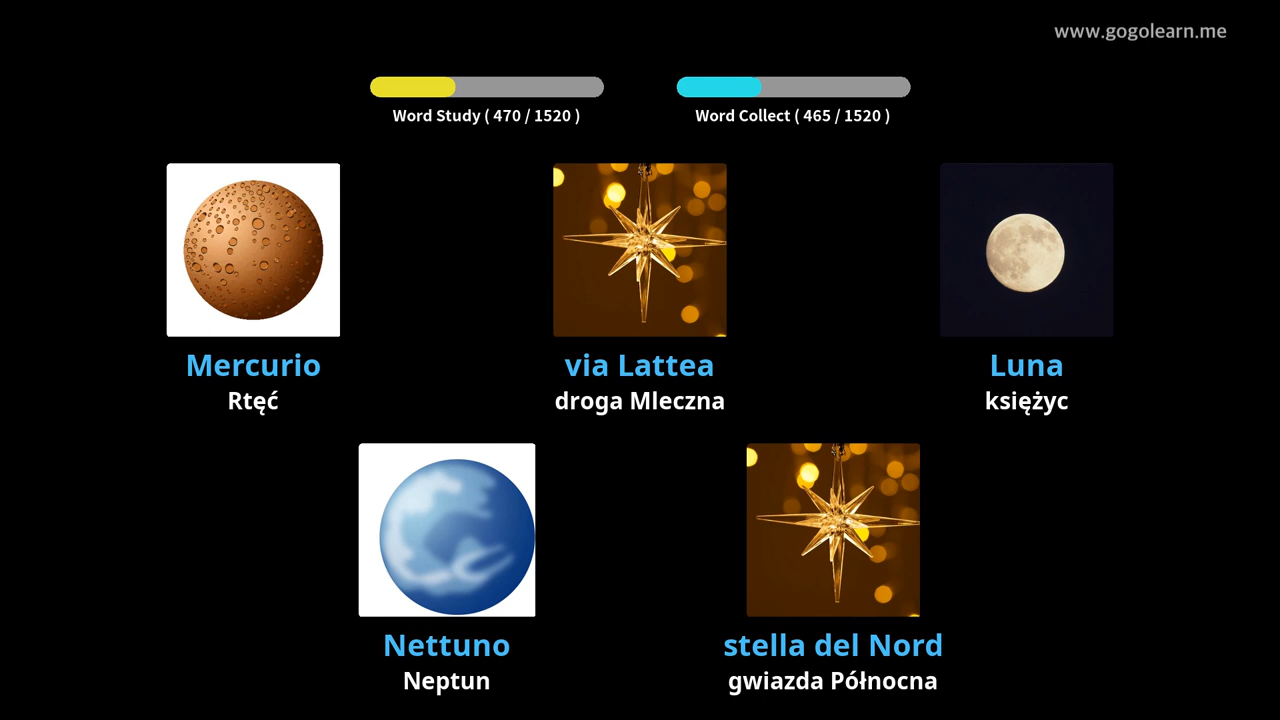 www.gogolearn.me
Word Study ( 470 / 1520 )
Word Collect ( 465 / 1520 )
Mercurio
Rtęć
via Lattea
droga Mleczna
Luna
księżyc
Nettuno
Neptun
stella del Nord
gwiazda Północna